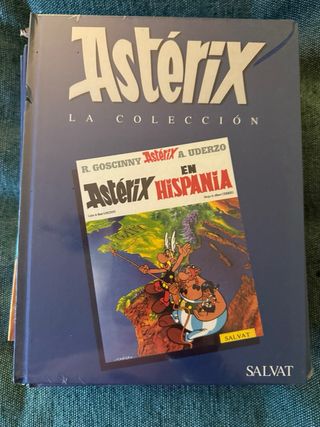 Astérix
LA COLECCIÓN
R. GOSCINNY Astérix A. UDERZO
Astérix EN HISPANIA
SALVAT
SALVAT